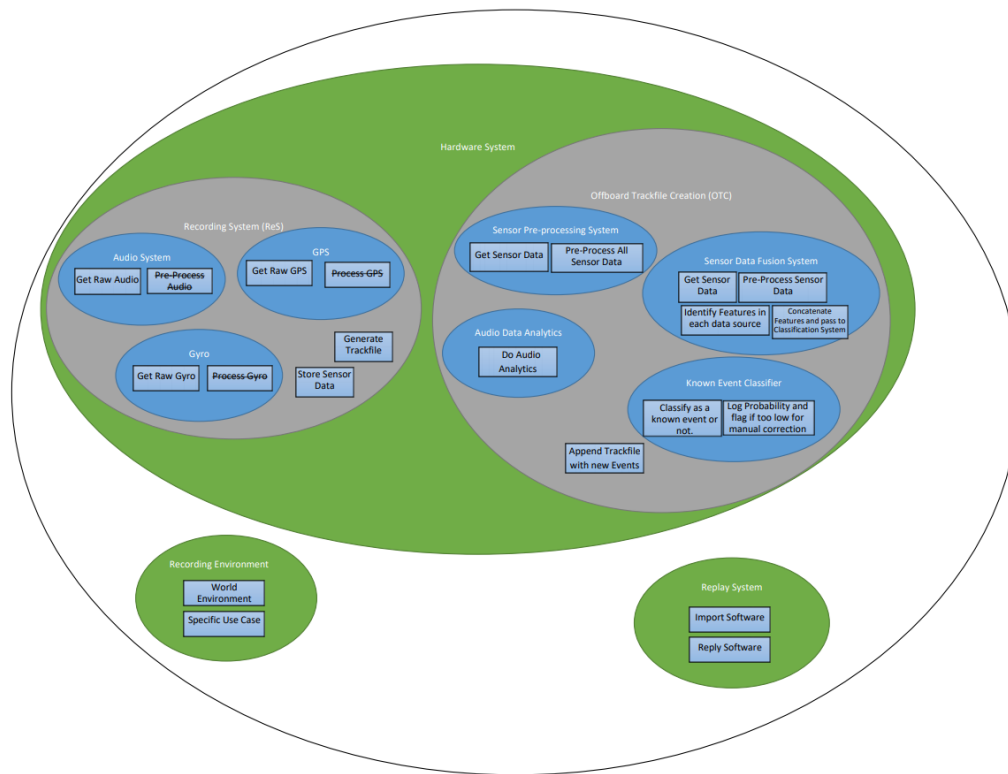 Hardware System
Offboard Trackfile Creation (OTC)
Recording System (ReS)
Audio System
Get Raw Audio
Pre-Process
Audio
GPS
Get Raw GPS
Process GPS
Gyro
Get Raw Gyro
Process Gyro
Generate
Trackfile
Store Sensor
Data
Sensor Pre-processing System
Get Sensor Data
Pre-Process All
Sensor Data
Sensor Data Fusion System
Get Sensor
Data
Pre-Process Sensor
Data
Identify Features in
each data source
Concatenate
Features and pass to
Classification System
Audio Data Analytics
Do Audio
Analytics
Known Event Classifier
Classify as a
known event or
not.
Log Probability and
flag if too low for
manual correction
Append Trackfile
with new Events
Recording Environment
World
Environment
Specific Use Case
Replay System
Import Software
Reply Software